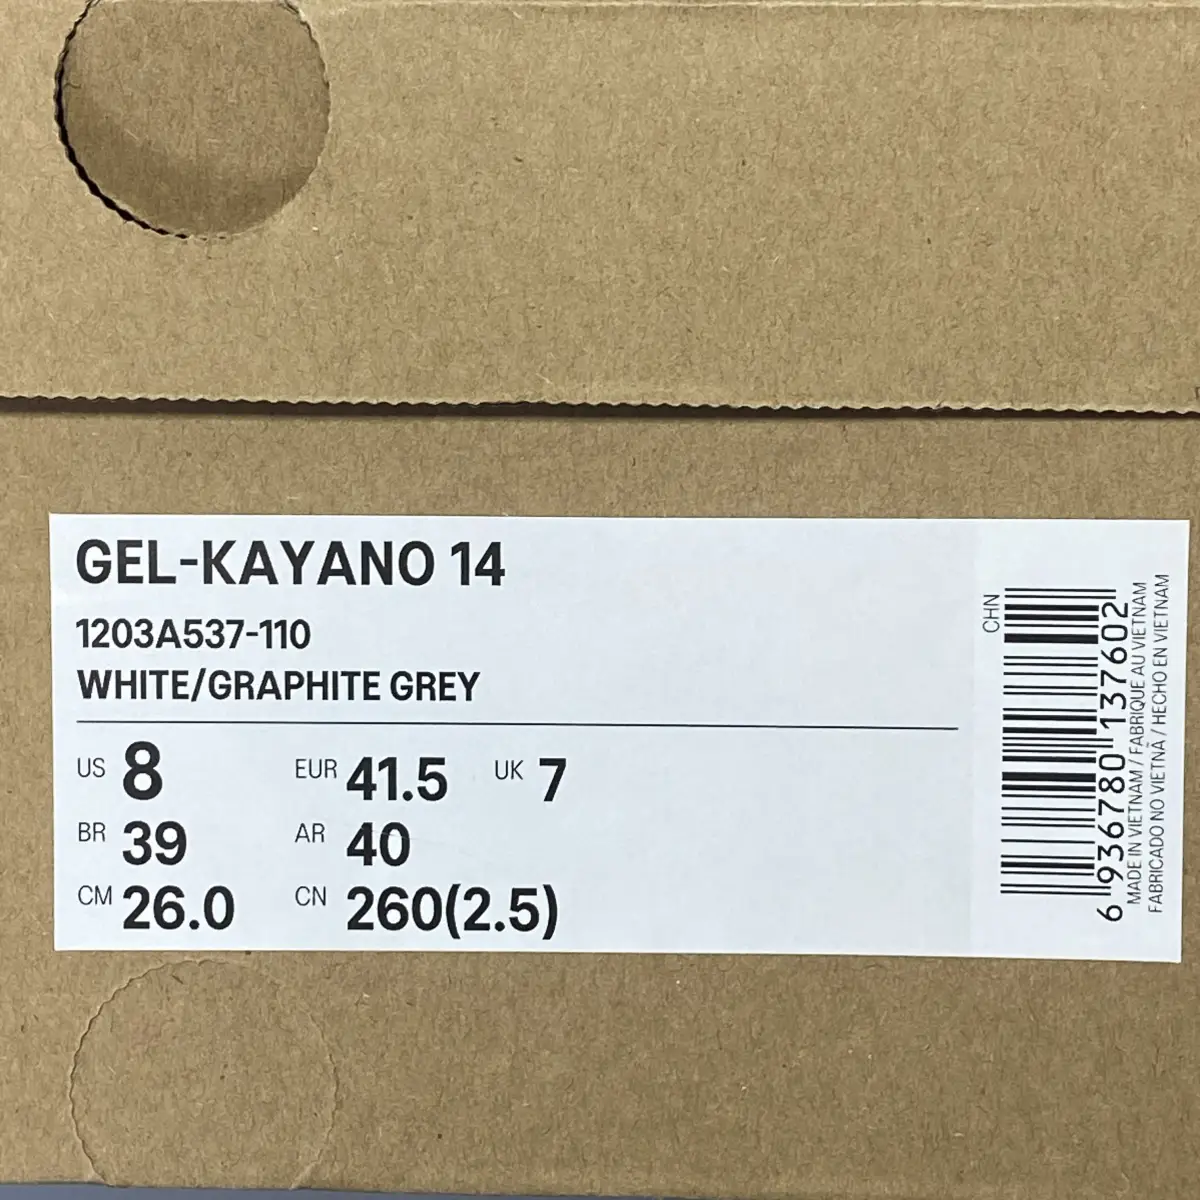 GEL-KAYANO 14
1203A537-110
WHITE/GRAPHITE GREY
US 8 EUR 41.5 UK 7
BR 39 AR 40
CM 26.0 CN 260(2.5)
CHN
6 936780 137602
MADE IN VIETNAM / FABRIQUE AU VIETNAM
FABRICADO NO VIETNÃ / HECHO EN VIETNAM